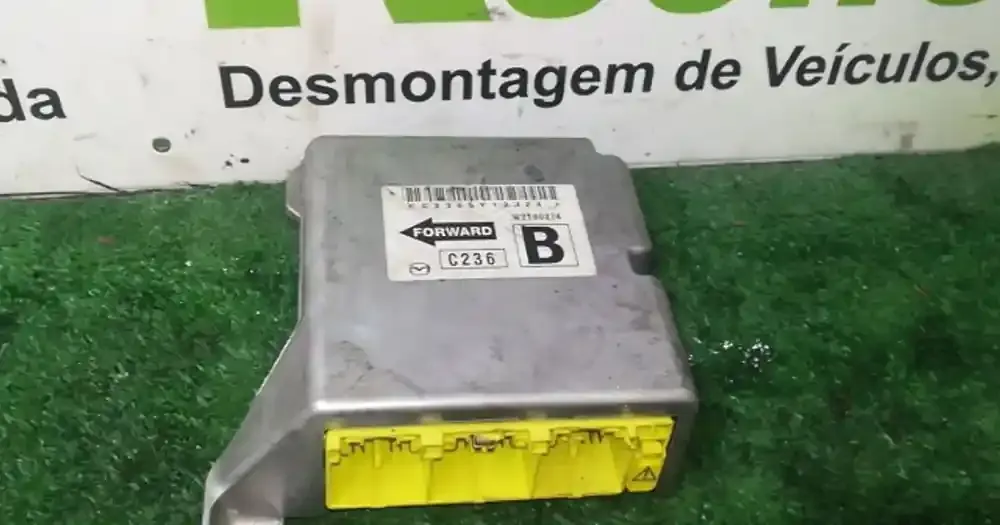 da
Desmontagem de Veículos,
FORWARD
C236
B